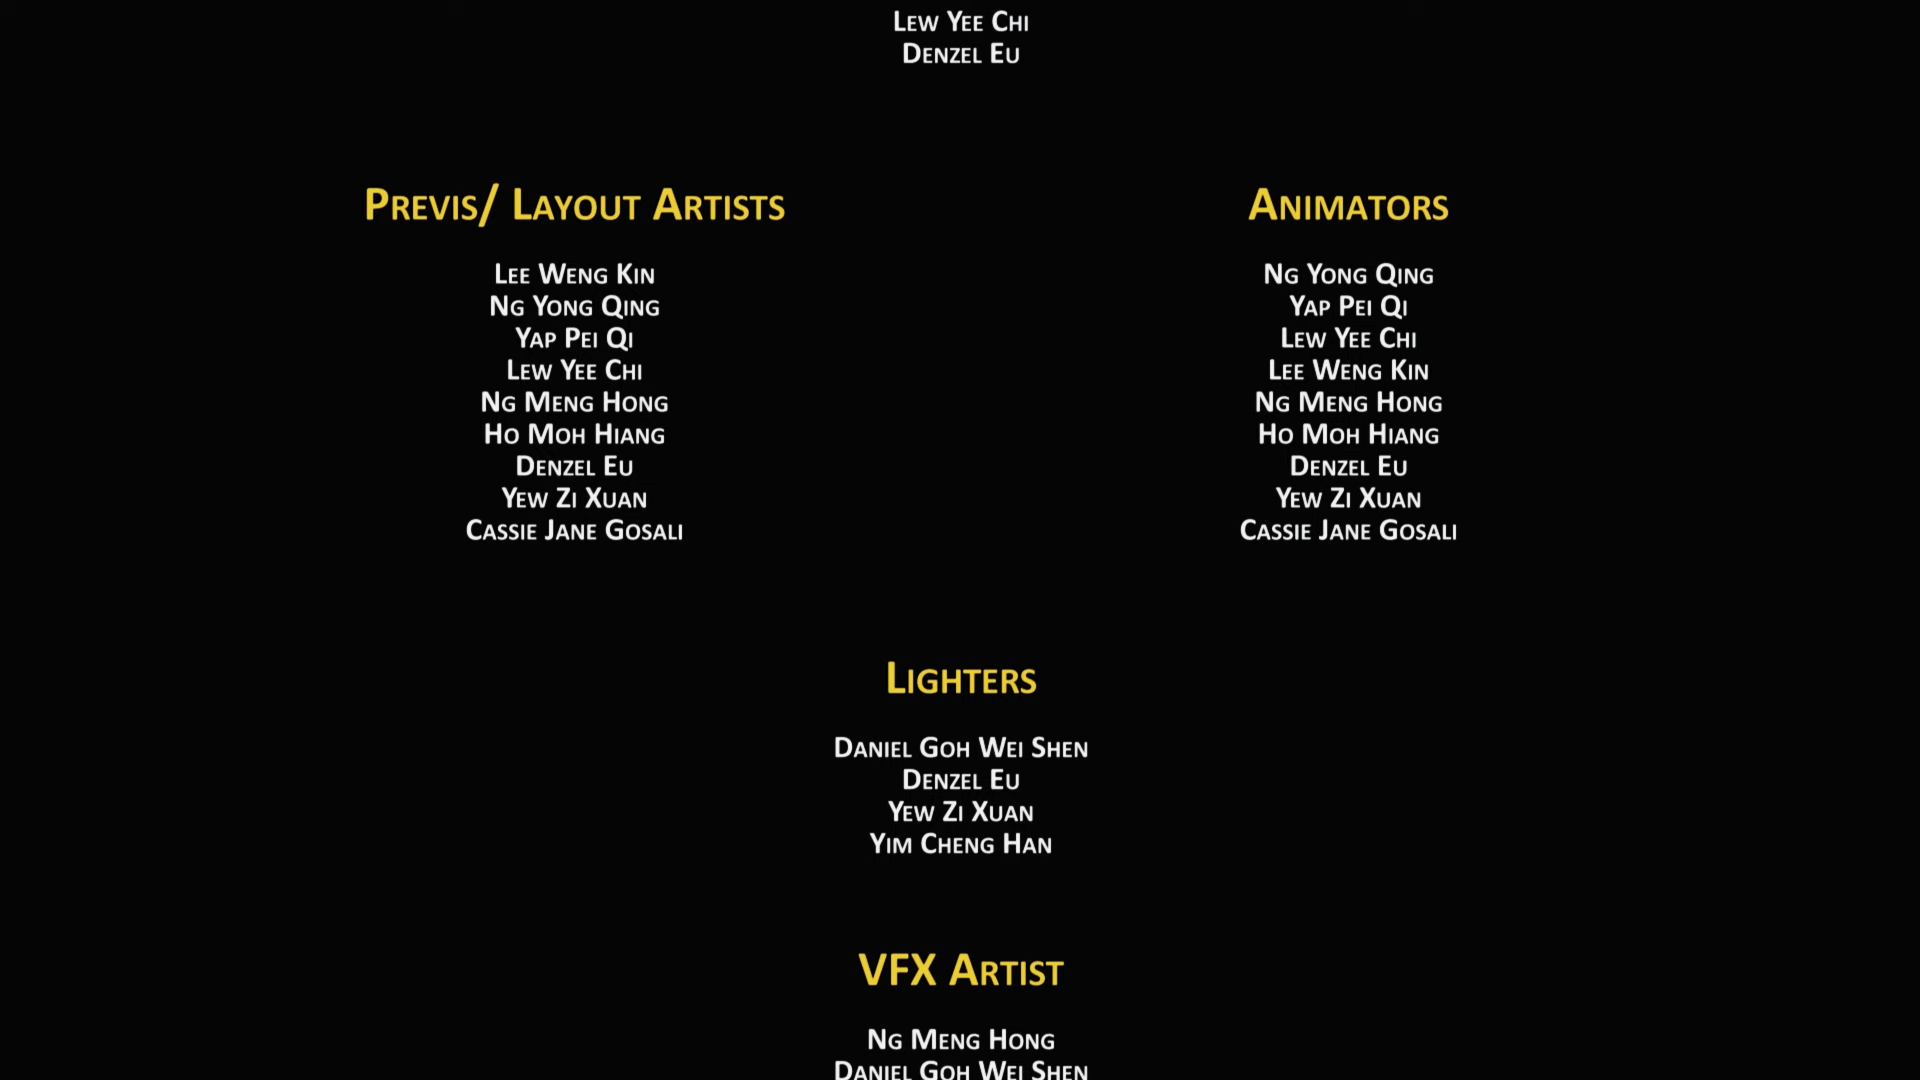 Lew Yee Chi
Denzel Eu
Previs/ Layout Artists
Lee Weng Kin
Ng Yong Qing
Yap Pei Qi
Lew Yee Chi
Ng Meng Hong
Ho Moh Hiang
Denzel Eu
Yew Zi Xuan
Cassie Jane Gosali
Animators
Ng Yong Qing
Yap Pei Qi
Lew Yee Chi
Lee Weng Kin
Ng Meng Hong
Ho Moh Hiang
Denzel Eu
Yew Zi Xuan
Cassie Jane Gosali
Lighters
Daniel Goh Wei Shen
Denzel Eu
Yew Zi Xuan
Yim Cheng Han
VFX Artist
Ng Meng Hong
Daniel Goh Wei Shen